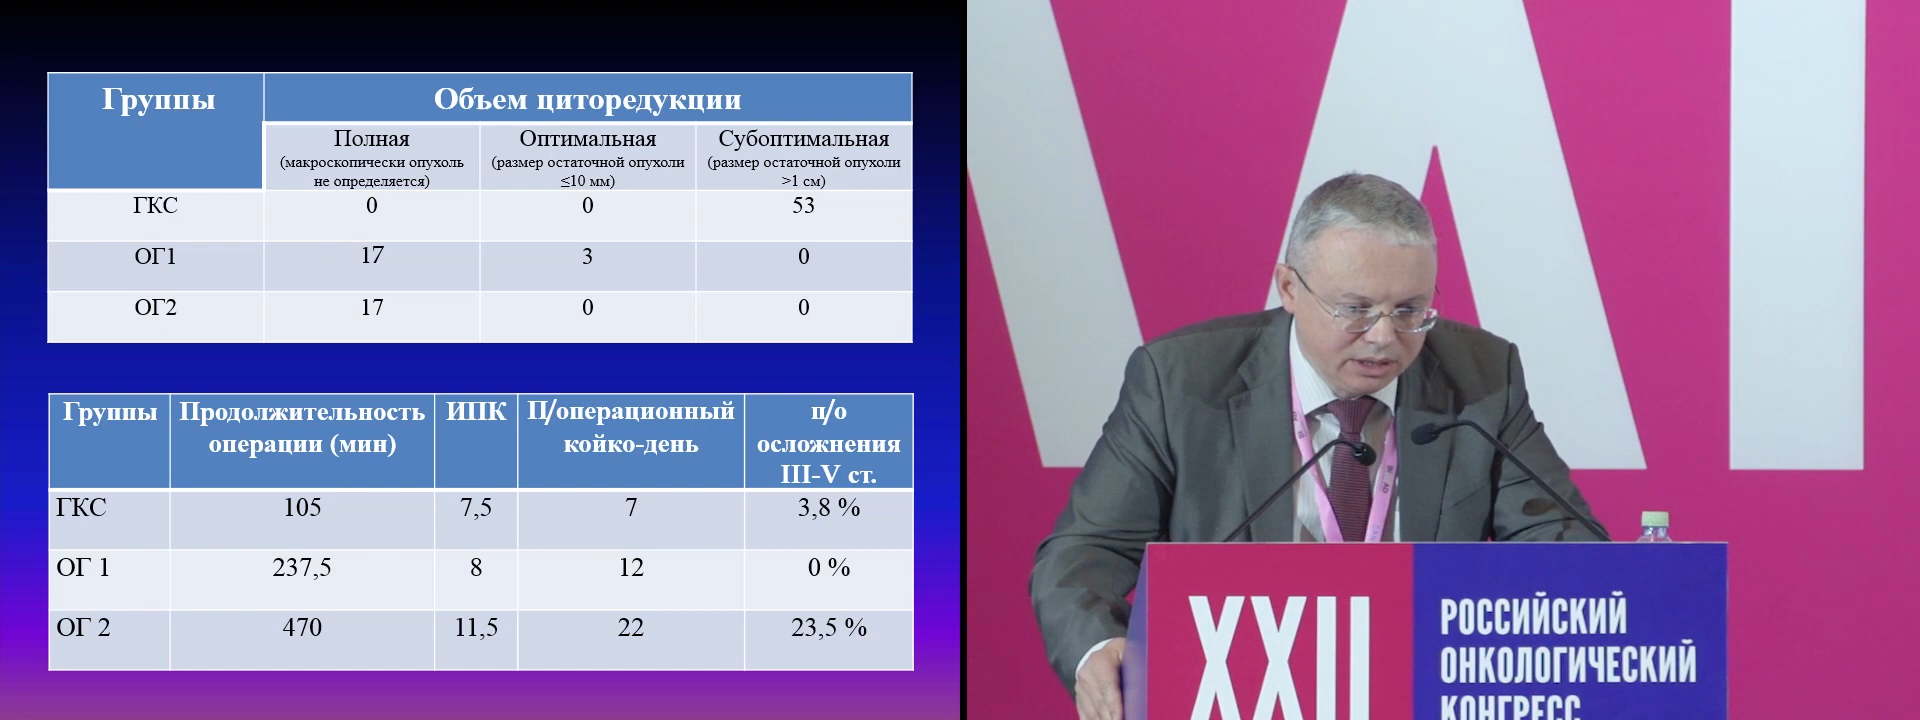 Группы
Объем циторедукции
Полная
(макроскопически опухоль
не определяется)
Оптимальная
(размер остаточной опухоли
≤10 мм)
Субоптимальная
(размер остаточной опухоли
>1 см)
ГКС 0 0 53
ОГ1 17 3 0
ОГ2 17 0 0
Группы
Продолжительность
операции (мин)
ИПК
П/операционный
койко-день
п/о
осложнения
III-V ст.
ГКС 105 7,5 7 3,8 %
ОГ 1 237,5 8 12 0 %
ОГ 2 470 11,5 22 23,5 %
XXII
РОССИЙСКИЙ
ОНКОЛОГИЧЕСКИЙ
КОНГРЕСС